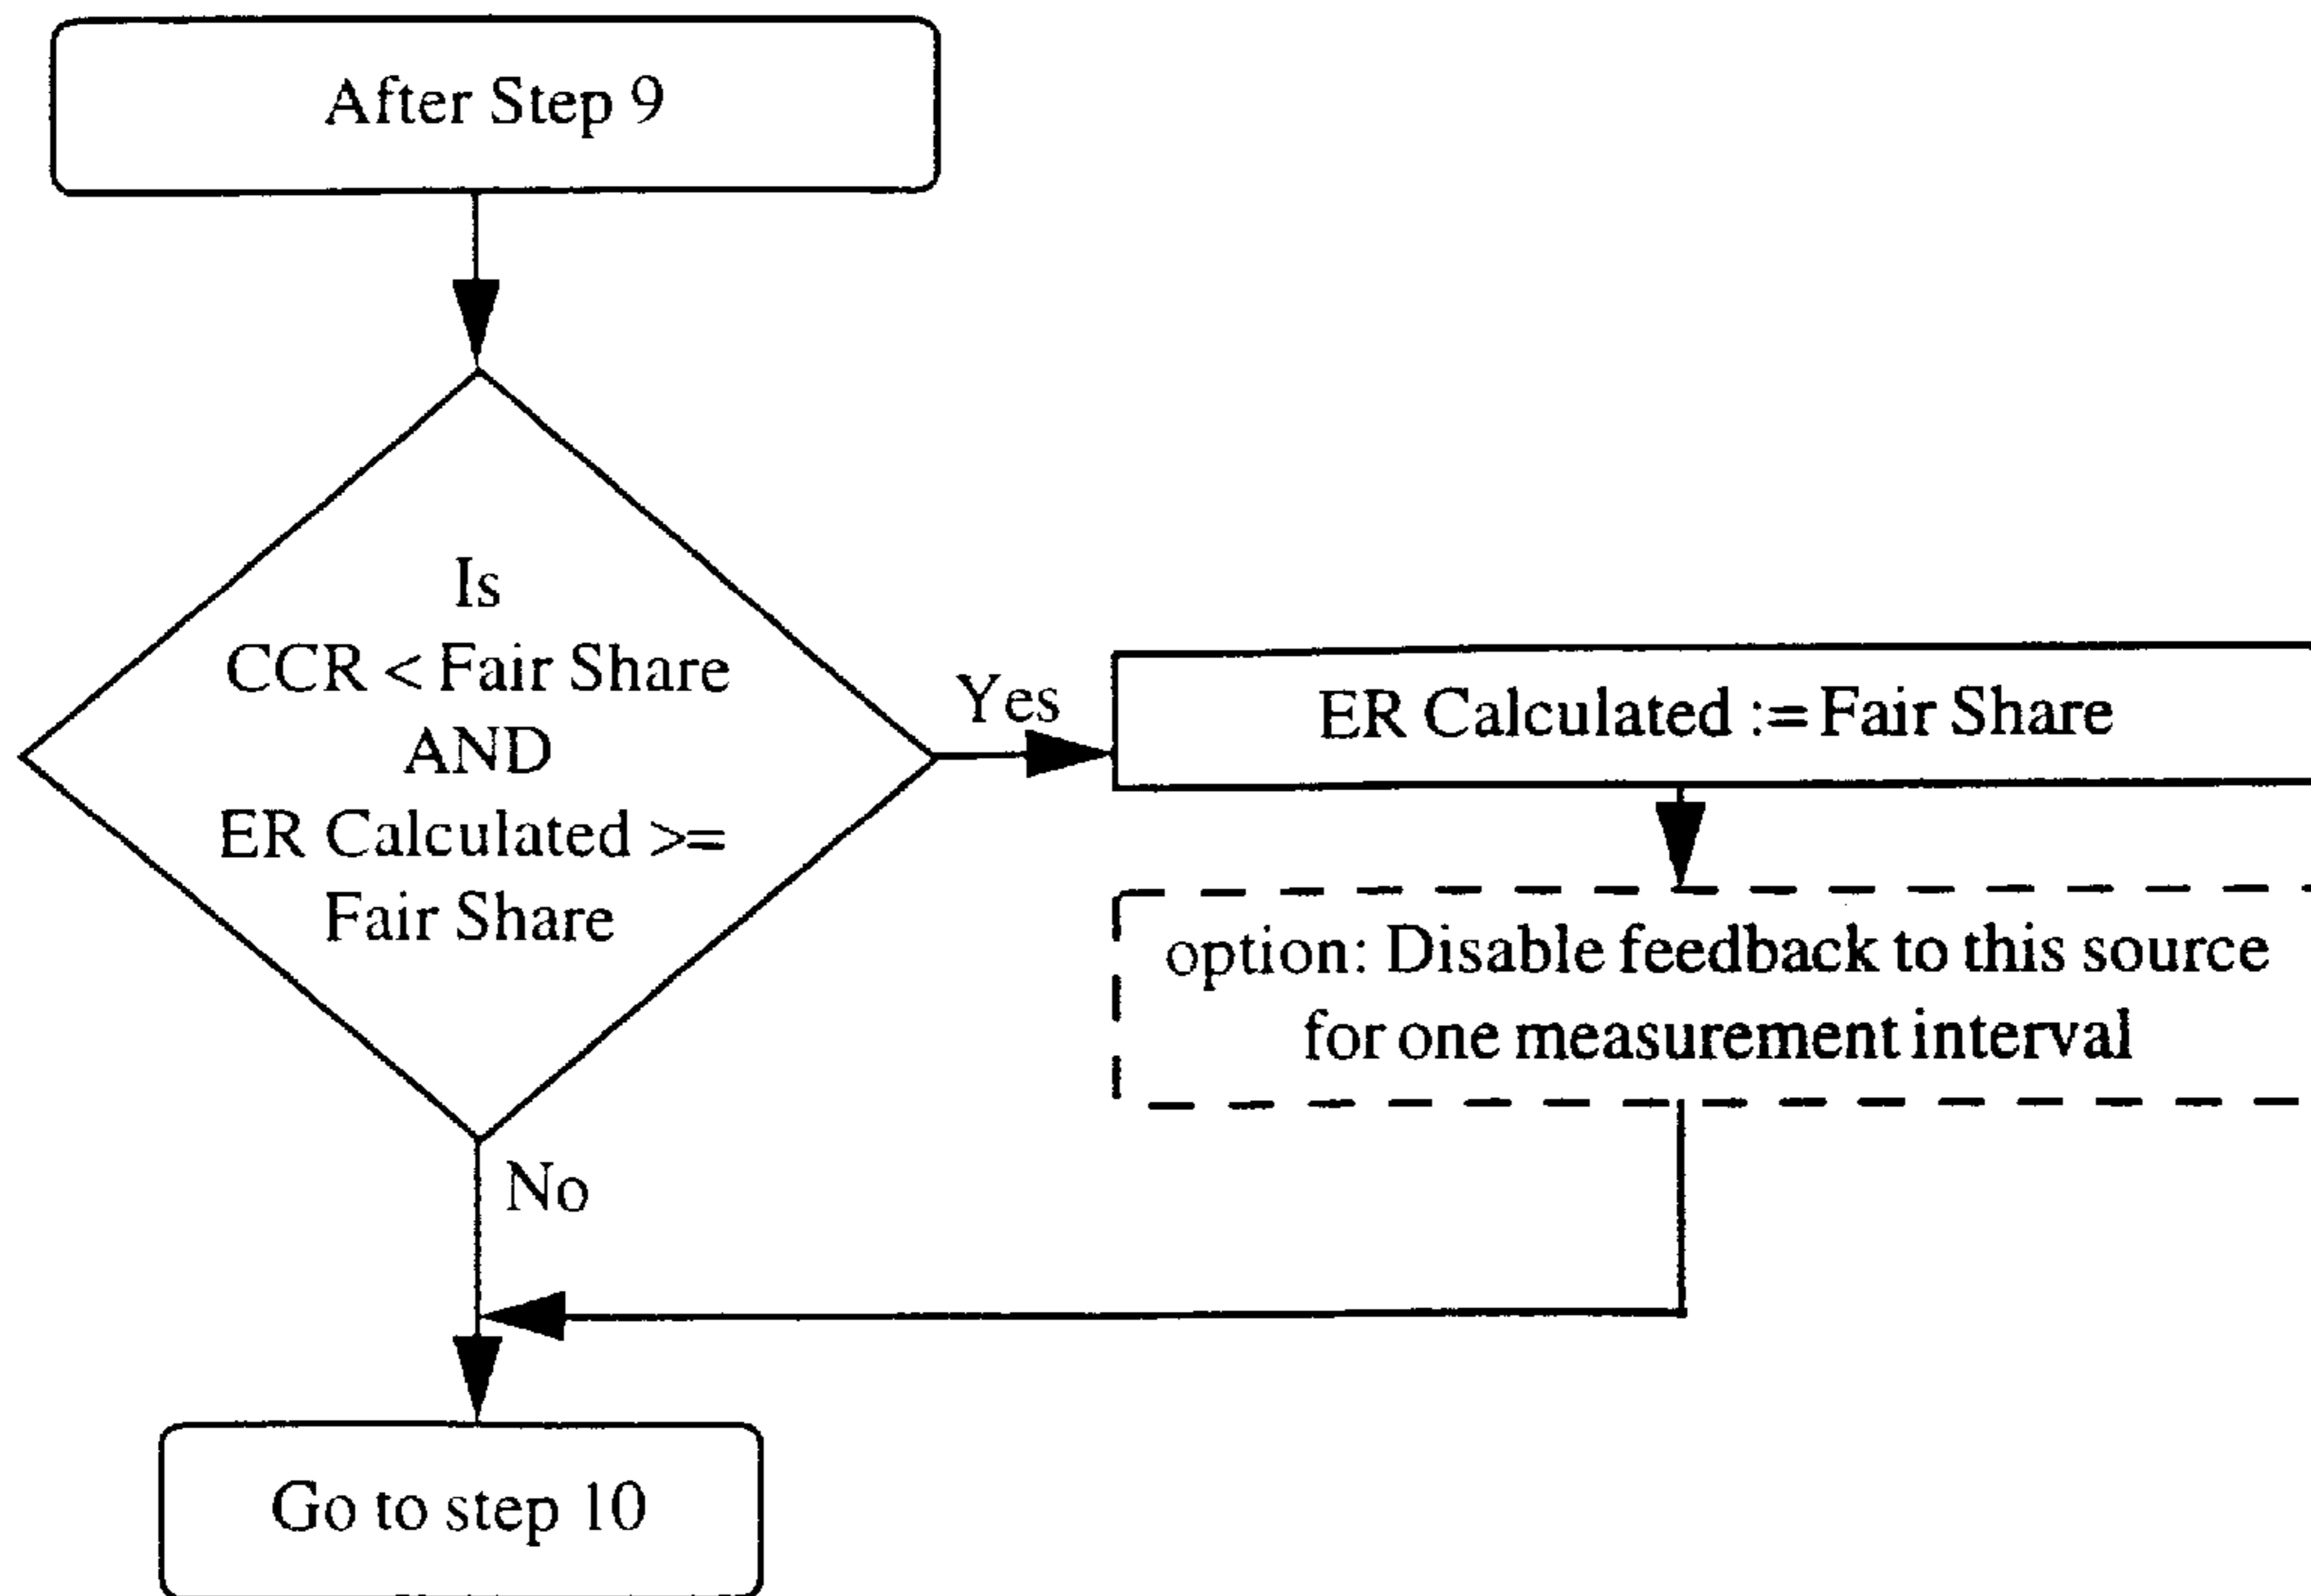 After Step 9
Is
CCR < Fair Share
AND
ER Calculated >=
Fair Share
Yes
ER Calculated := Fair Share
option: Disable feedback to this source
for one measurement interval
No
Go to step 10